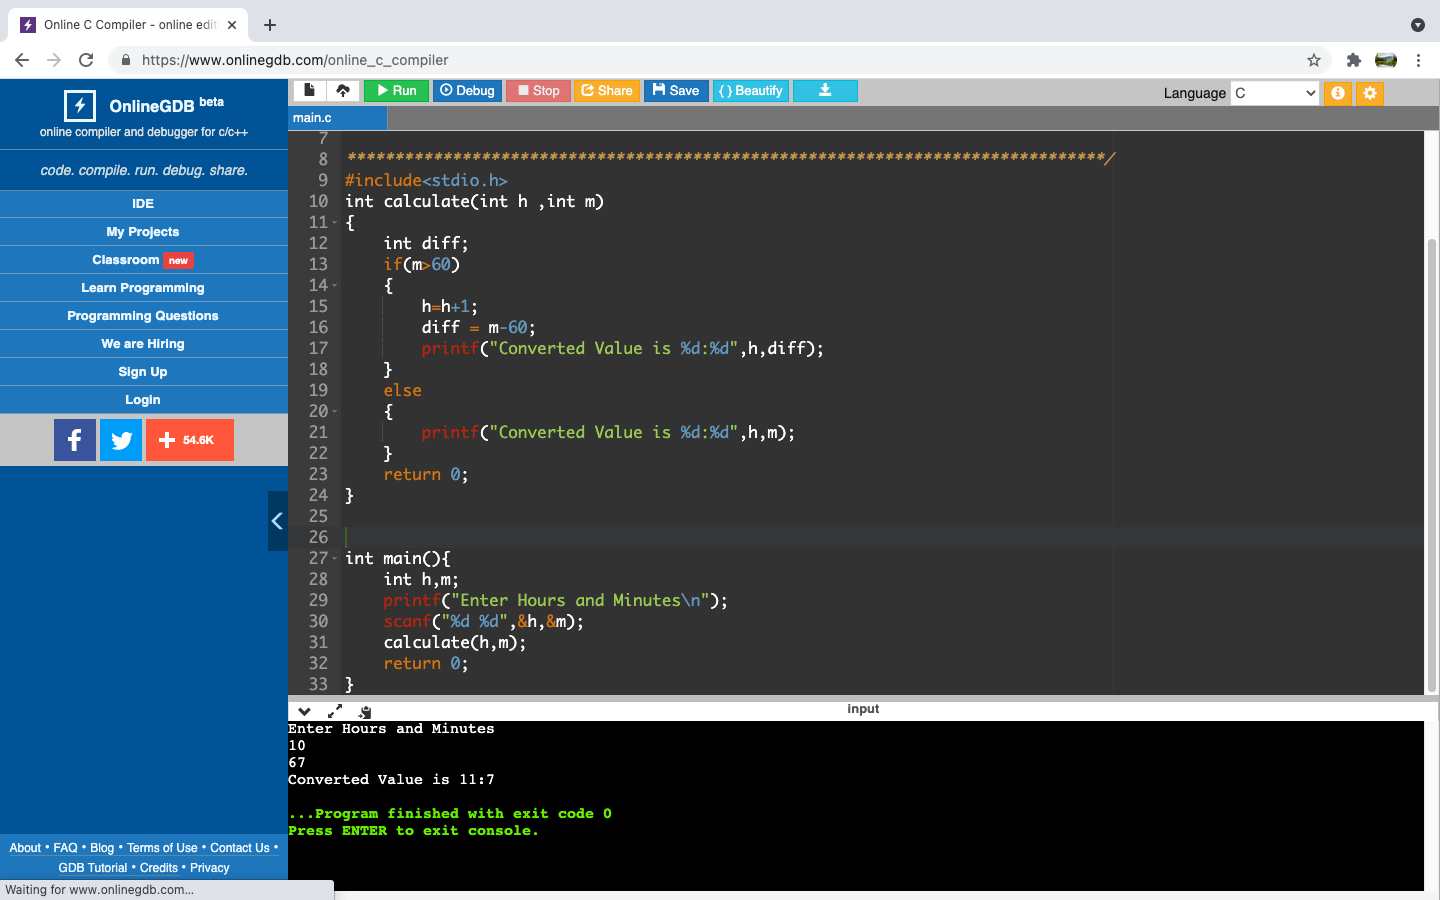 Online C Compiler - online edit
https://www.onlinegdb.com/online_c_compiler
OnlineGDB beta
online compiler and debugger for c/c++
code. compile. run. debug. share.
IDE
My Projects
Classroom new
Learn Programming
Programming Questions
We are Hiring
Sign Up
Login
54.6K
About • FAQ • Blog • Terms of Use • Contact Us •
GDB Tutorial • Credits • Privacy
Waiting for www.onlinegdb.com...
Run Debug Stop Share Save { } Beautify
Language C
main.c
7
8 *******************************************************************************/
9 #include<stdio.h>
10 int calculate(int h ,int m)
11 {
12 int diff;
13 if(m>60)
14 {
15 h=h+1;
16 diff = m-60;
17 printf("Converted Value is %d:%d",h,diff);
18 }
19 else
20 {
21 printf("Converted Value is %d:%d",h,m);
22 }
23 return 0;
24 }
25
26
27 int main(){
28 int h,m;
29 printf("Enter Hours and Minutes\n");
30 scanf("%d %d",&h,&m);
31 calculate(h,m);
32 return 0;
33 }
input
Enter Hours and Minutes
10
67
Converted Value is 11:7
...Program finished with exit code 0
Press ENTER to exit console.